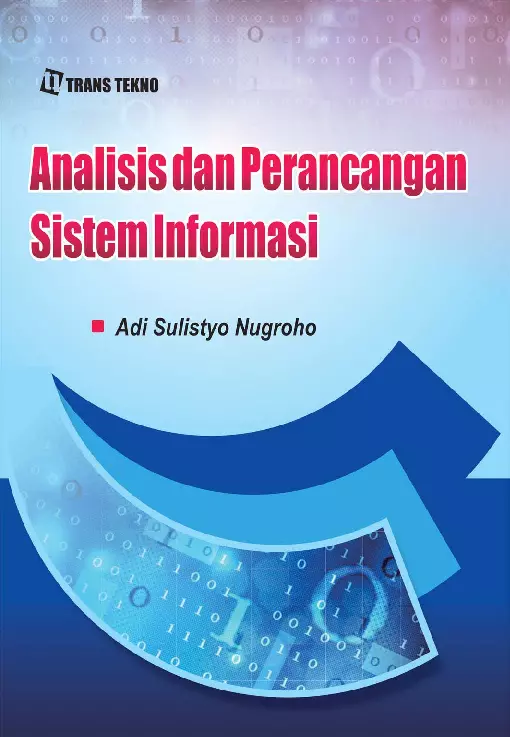 TRANS TEKNO
Analisis dan Perancangan
Sistem Informasi
Adi Sulistyo Nugroho